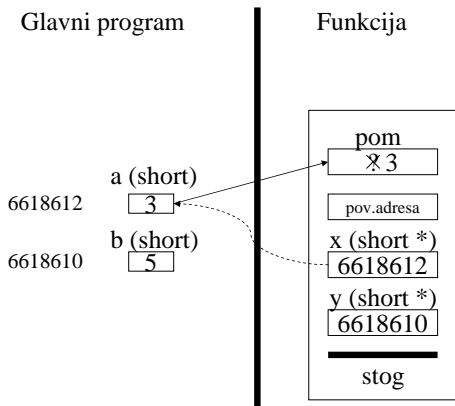 Glavni program
Funkcija
pom
? 3
a (short)
6618612
3
pov.adresa
b (short)
x (short *)
6618610
5
6618612
y (short *)
6618610
stog